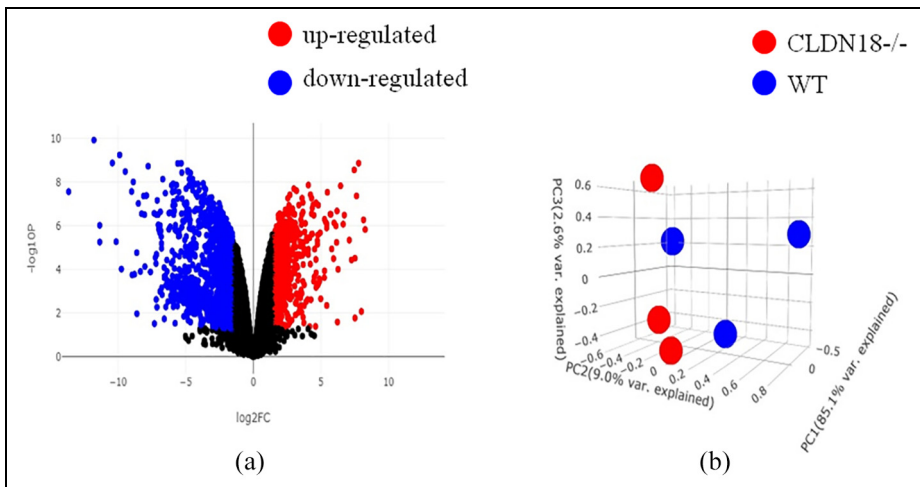 up-regulated
down-regulated
10
8
6
4
2
0
-log10P
−10
−5
0
5
10
log2FC
(a)
CLDN18-/-
WT
PC3(2.6% var. explained)
0.6
0.4
0.2
0
−0.2
−0.4
−0.6
−0.4
−0.2
0
0.2
0.4
0.6
0.8
PC2(9.0% var. explained)
−0.5
0
PC1(85.1% var. explained)
(b)